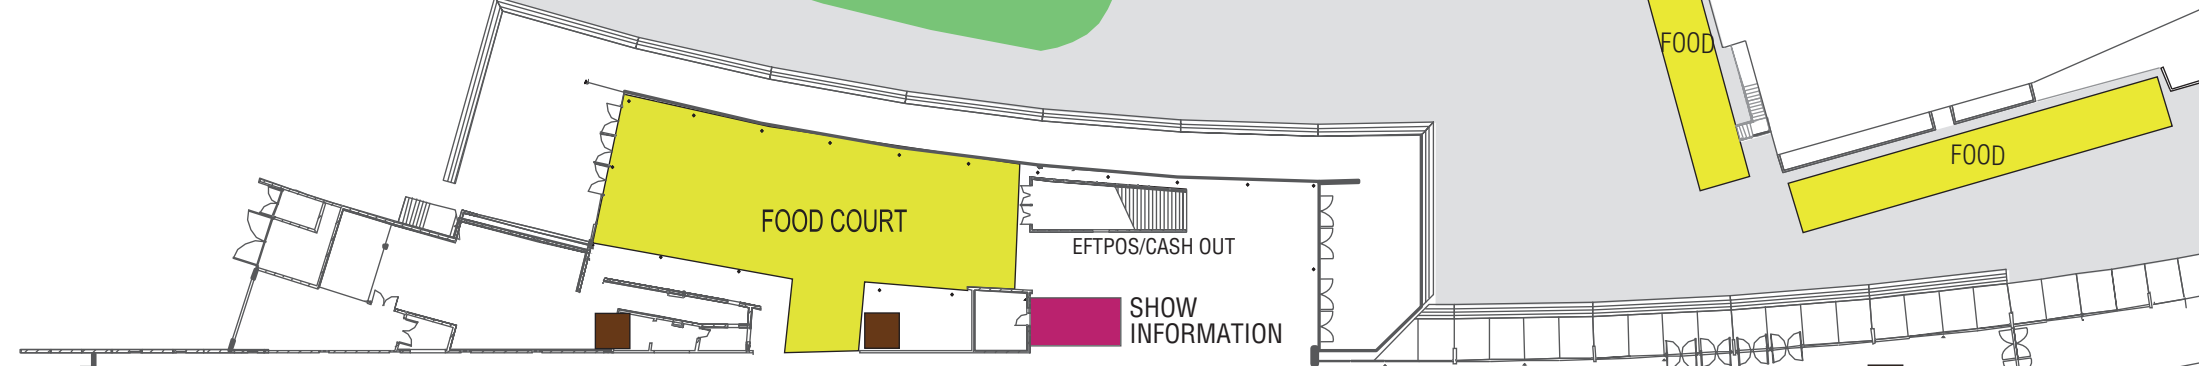 FOOD
FOOD
FOOD COURT
EFTPOS/CASH OUT
SHOW
INFORMATION